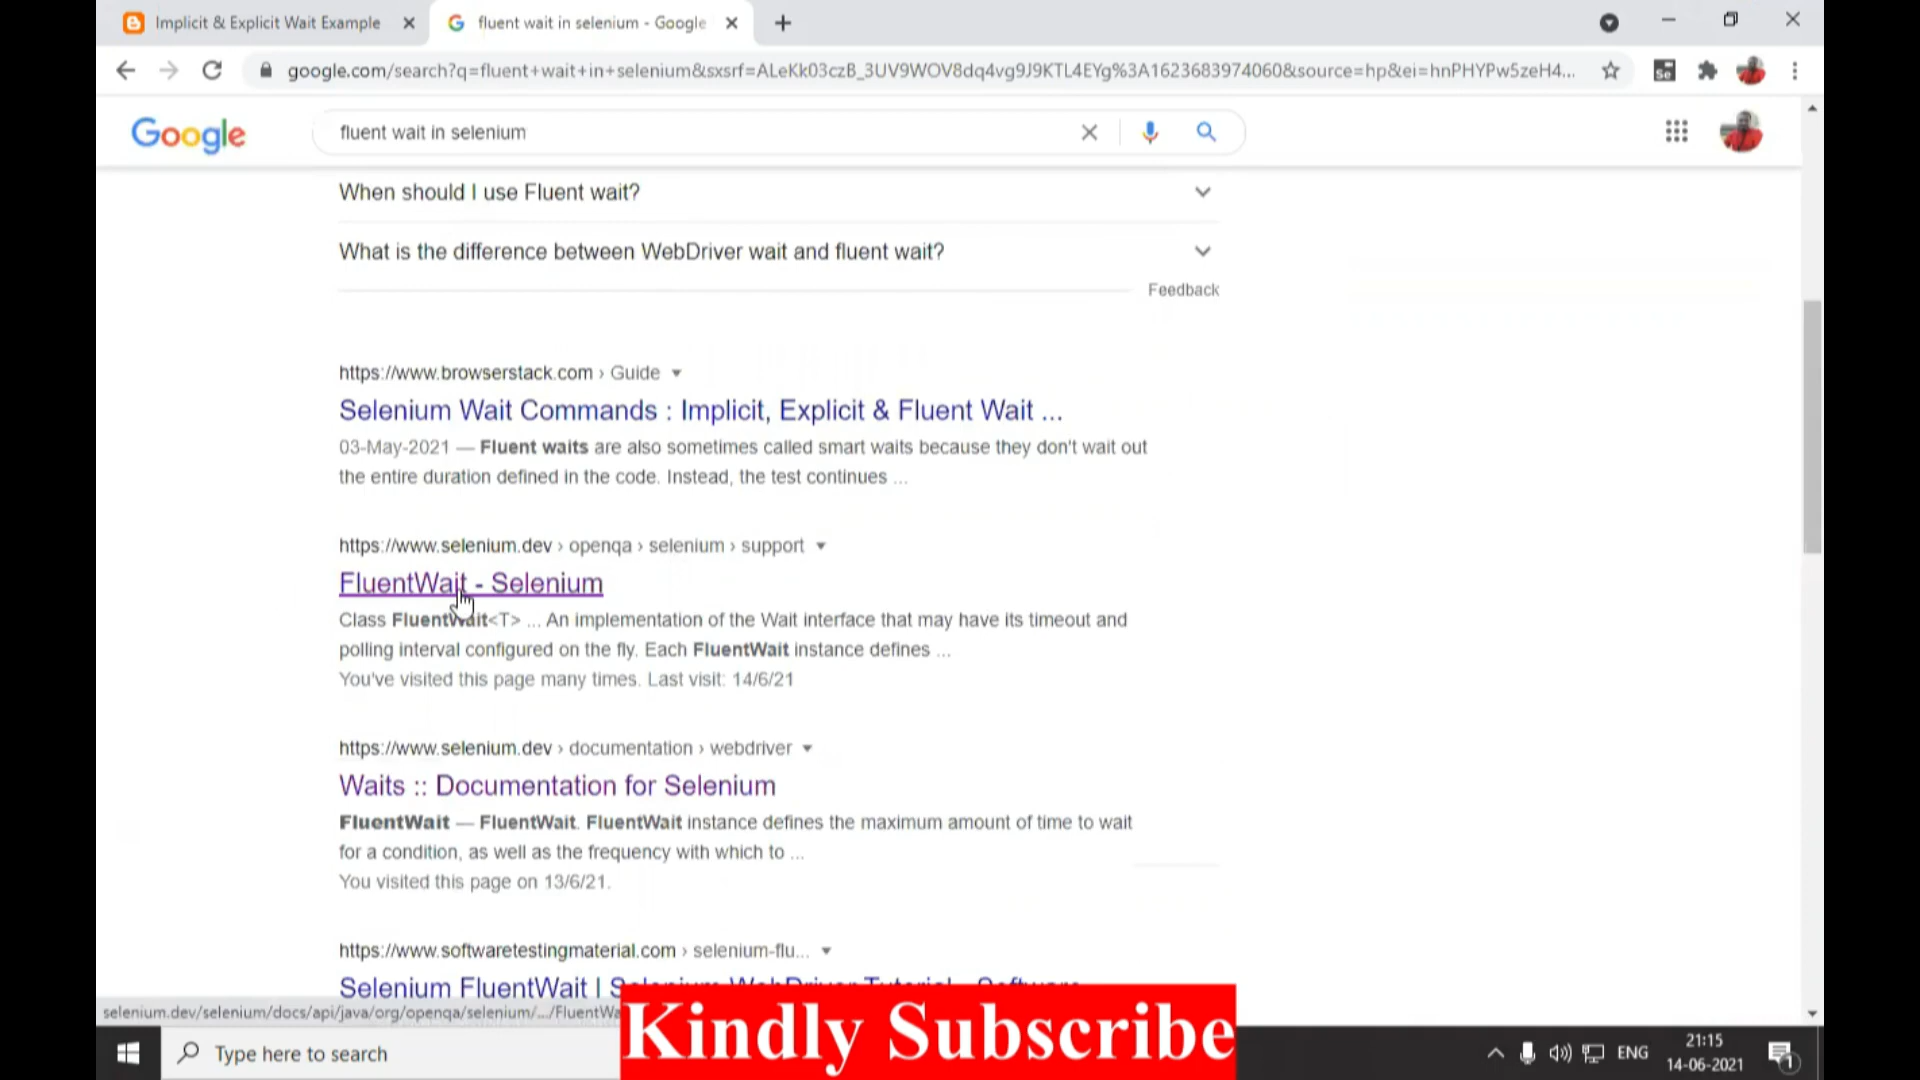 Implicit & Explicit Wait Example
fluent wait in selenium - Google
google.com/search?q=fluent+wait+in+selenium&sxsrf=ALeKk03czB_3UV9WOV8dq4vg9J9KTL4EYg%3A1623683974060&source=hp&ei=hnPHYPw5zeH4...
Google
fluent wait in selenium
When should I use Fluent wait?
What is the difference between WebDriver wait and fluent wait?
Feedback
https://www.browserstack.com › Guide
Selenium Wait Commands : Implicit, Explicit & Fluent Wait ...
03-May-2021 — Fluent waits are also sometimes called smart waits because they don't wait out
the entire duration defined in the code. Instead, the test continues ...
https://www.selenium.dev › openqa › selenium › support
FluentWait - Selenium
Class FluentWait<T> ... An implementation of the Wait interface that may have its timeout and
polling interval configured on the fly. Each FluentWait instance defines ...
You've visited this page many times. Last visit: 14/6/21
https://www.selenium.dev › documentation › webdriver
Waits :: Documentation for Selenium
FluentWait — FluentWait. FluentWait instance defines the maximum amount of time to wait
for a condition, as well as the frequency with which to ...
You visited this page on 13/6/21.
https://www.softwaretestingmaterial.com › selenium-flu...
Selenium FluentWait |
selenium.dev/selenium/docs/api/java/org/openqa/selenium/.../FluentWa
Kindly Subscribe
Type here to search
ENG
21:15
14-06-2021